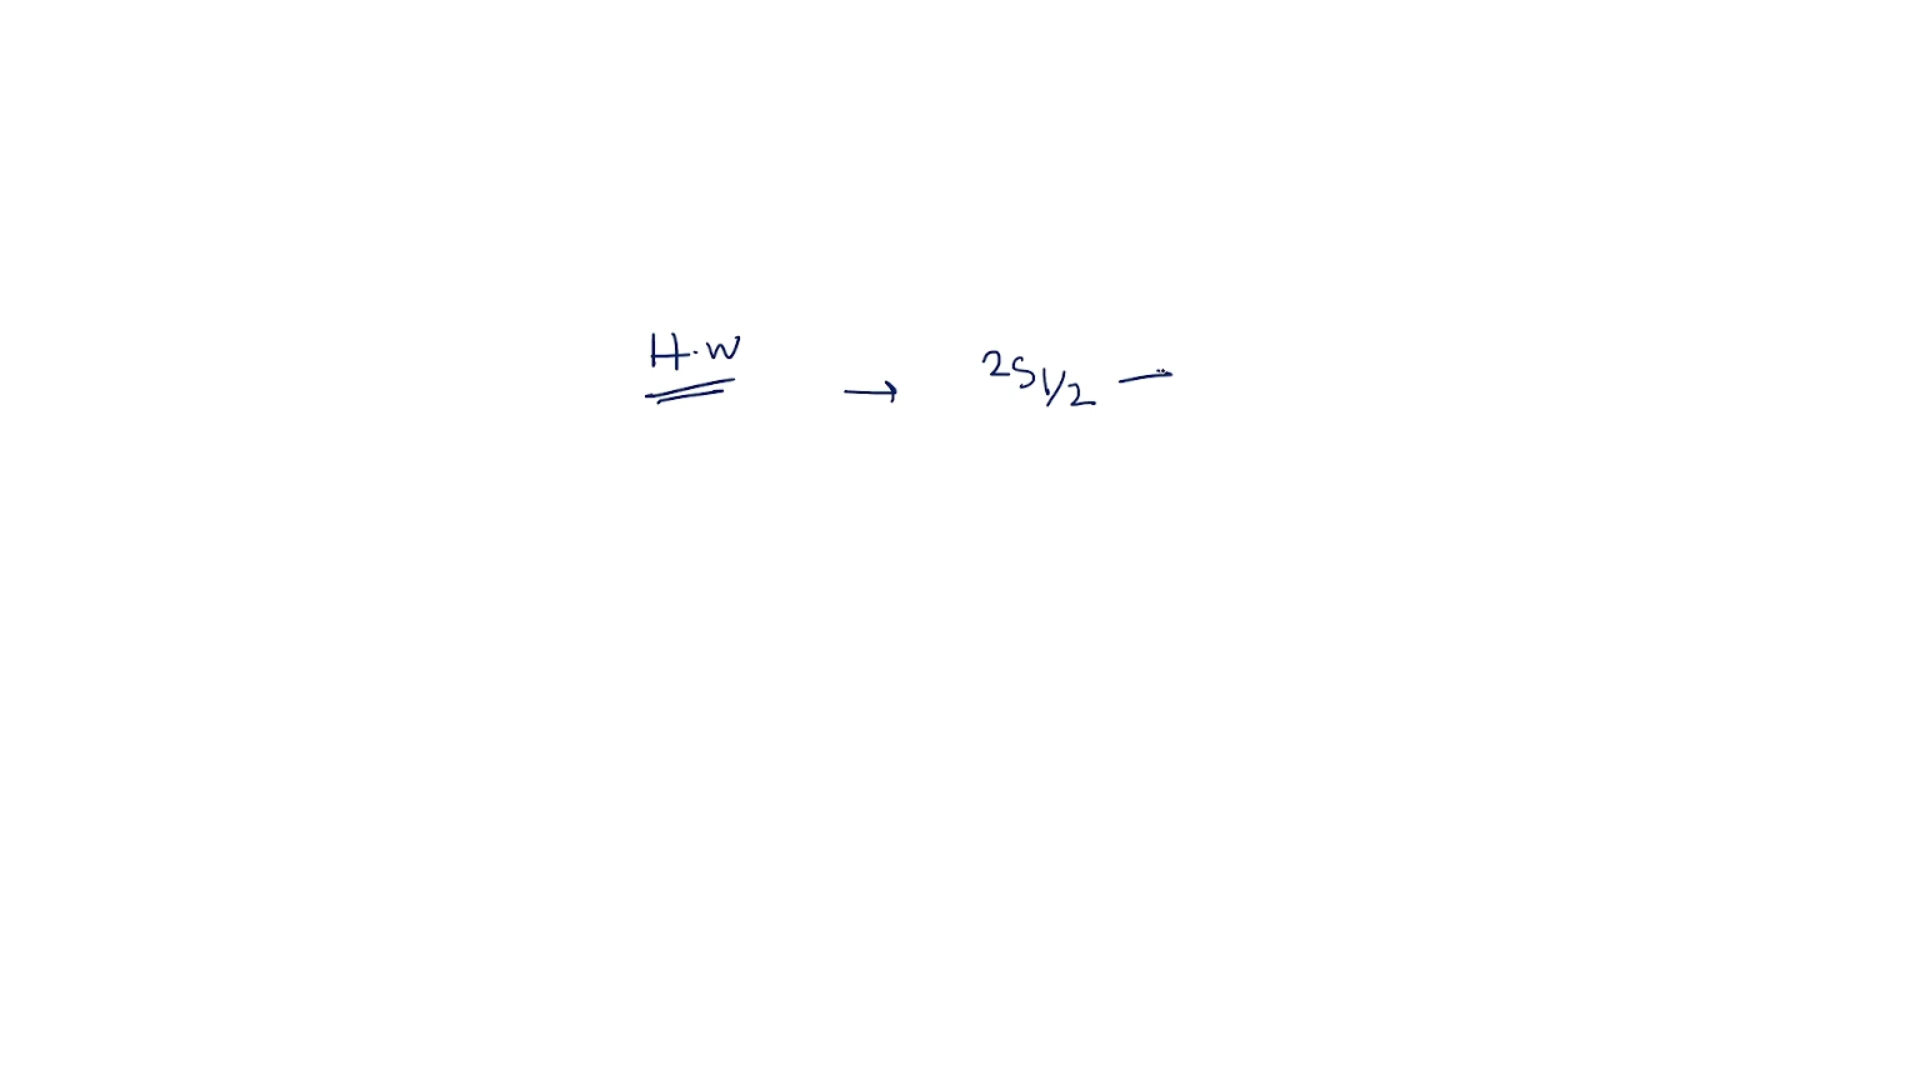 H.W → 2S1/2 —